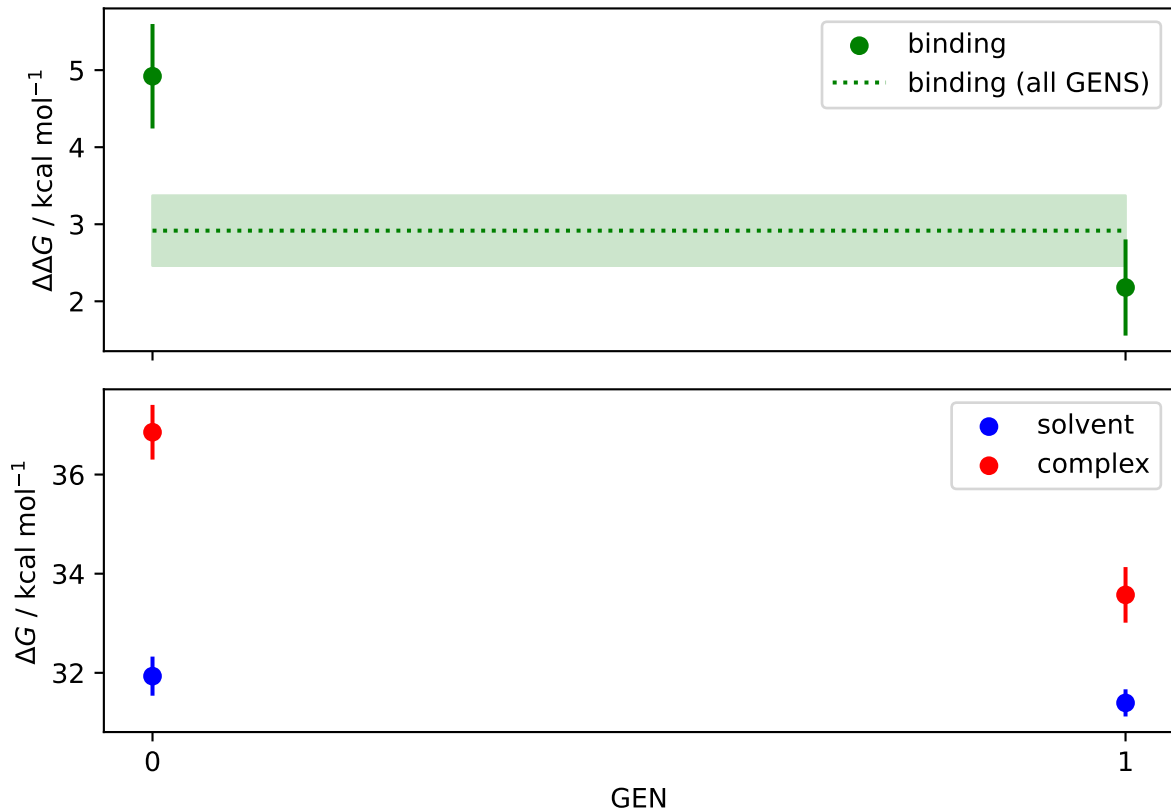 binding
binding (all GENS)
5
4
3
2
ΔΔG / kcal mol⁻¹
solvent
complex
36
34
32
ΔG / kcal mol⁻¹
0 1
GEN